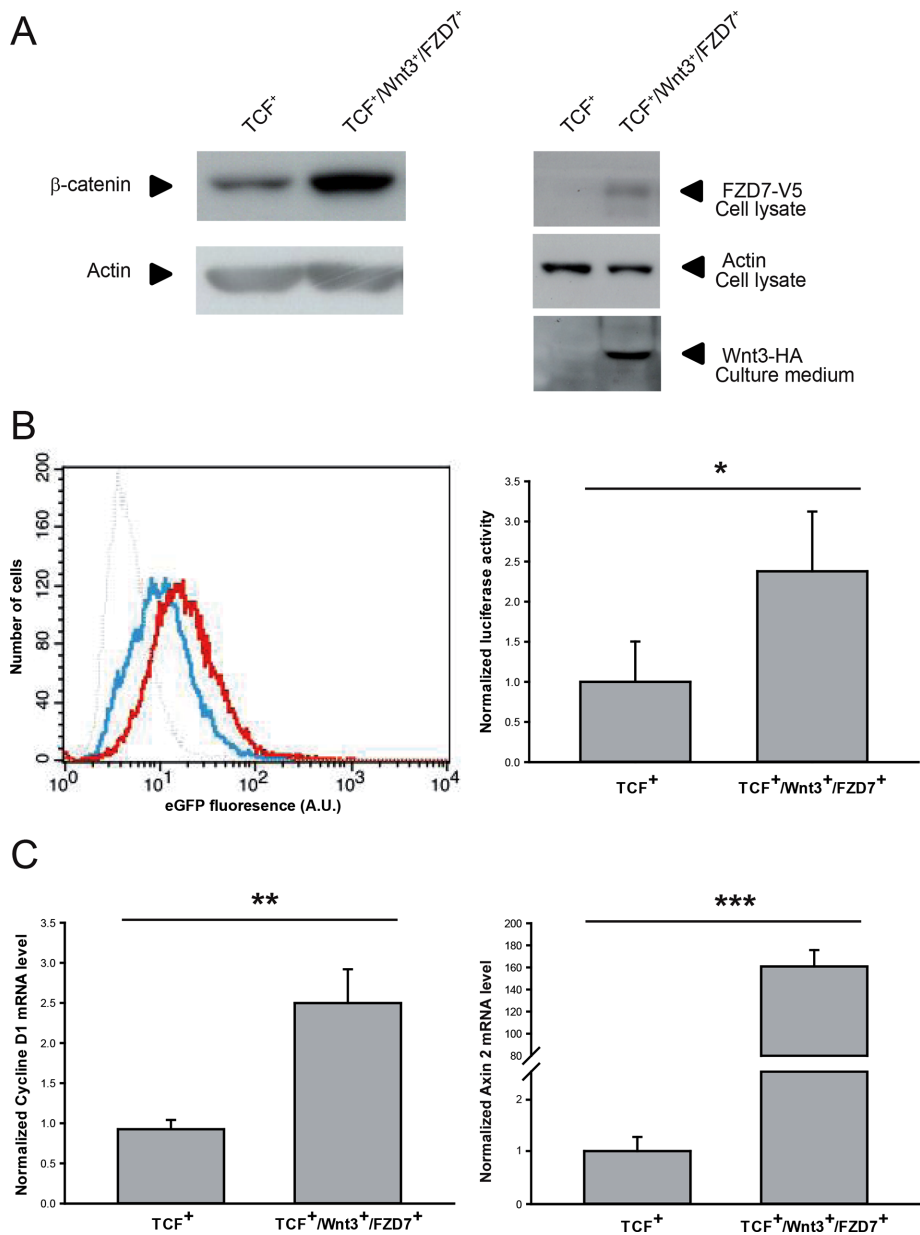 A
TCF+
TCF+/Wnt3+/FZD7+
TCF+
TCF+/Wnt3+/FZD7+
β-catenin
Actin
FZD7-V5
Cell lysate
Actin
Cell lysate
Wnt3-HA
Culture medium
B
Number of cells
200
160
120
80
40
0
10^0
10^1
10^2
10^3
10^4
eGFP fluoresence (A.U.)
*
Normalized luciferase activity
3.5
3.0
2.5
2.0
1.5
1.0
0.5
0.0
TCF+
TCF+/Wnt3+/FZD7+
C
**
Normalized Cycline D1 mRNA level
3.5
3.0
2.5
2.0
1.5
1.0
0.5
0.0
TCF+
TCF+/Wnt3+/FZD7+
***
Normalized Axin 2 mRNA level
200
180
160
140
120
100
80
2
1
0
TCF+
TCF+/Wnt3+/FZD7+